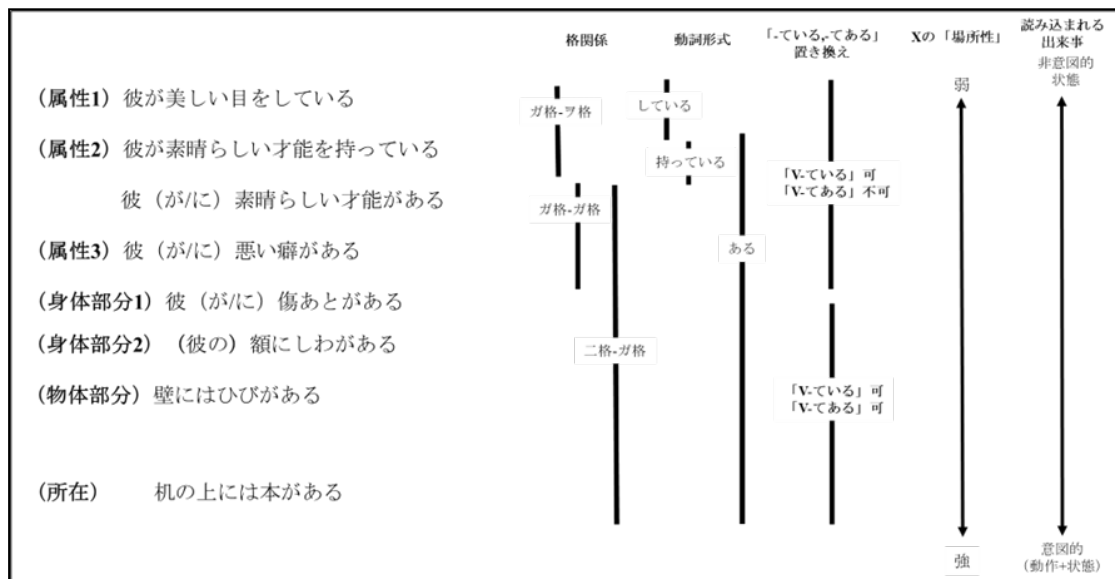 格関係
動詞形式
「-ている,-てある」
置き換え
Xの「場所性」
読み込まれる
出来事
非意図的
状態
弱
(属性1) 彼が美しい目をしている
ガ格-ヲ格
している
(属性2) 彼が素晴らしい才能を持っている
持っている
「V-ている」可
「V-てある」不可
彼（が/に）素晴らしい才能がある
ガ格-ガ格
(属性3) 彼（が/に）悪い癖がある
ある
(身体部分1) 彼（が/に）傷あとがある
(身体部分2) （彼の）額にしわがある
ニ格-ガ格
(物体部分) 壁にはひびがある
「V-ている」可
「V-てある」可
(所在) 机の上には本がある
強
意図的
(動作+状態)